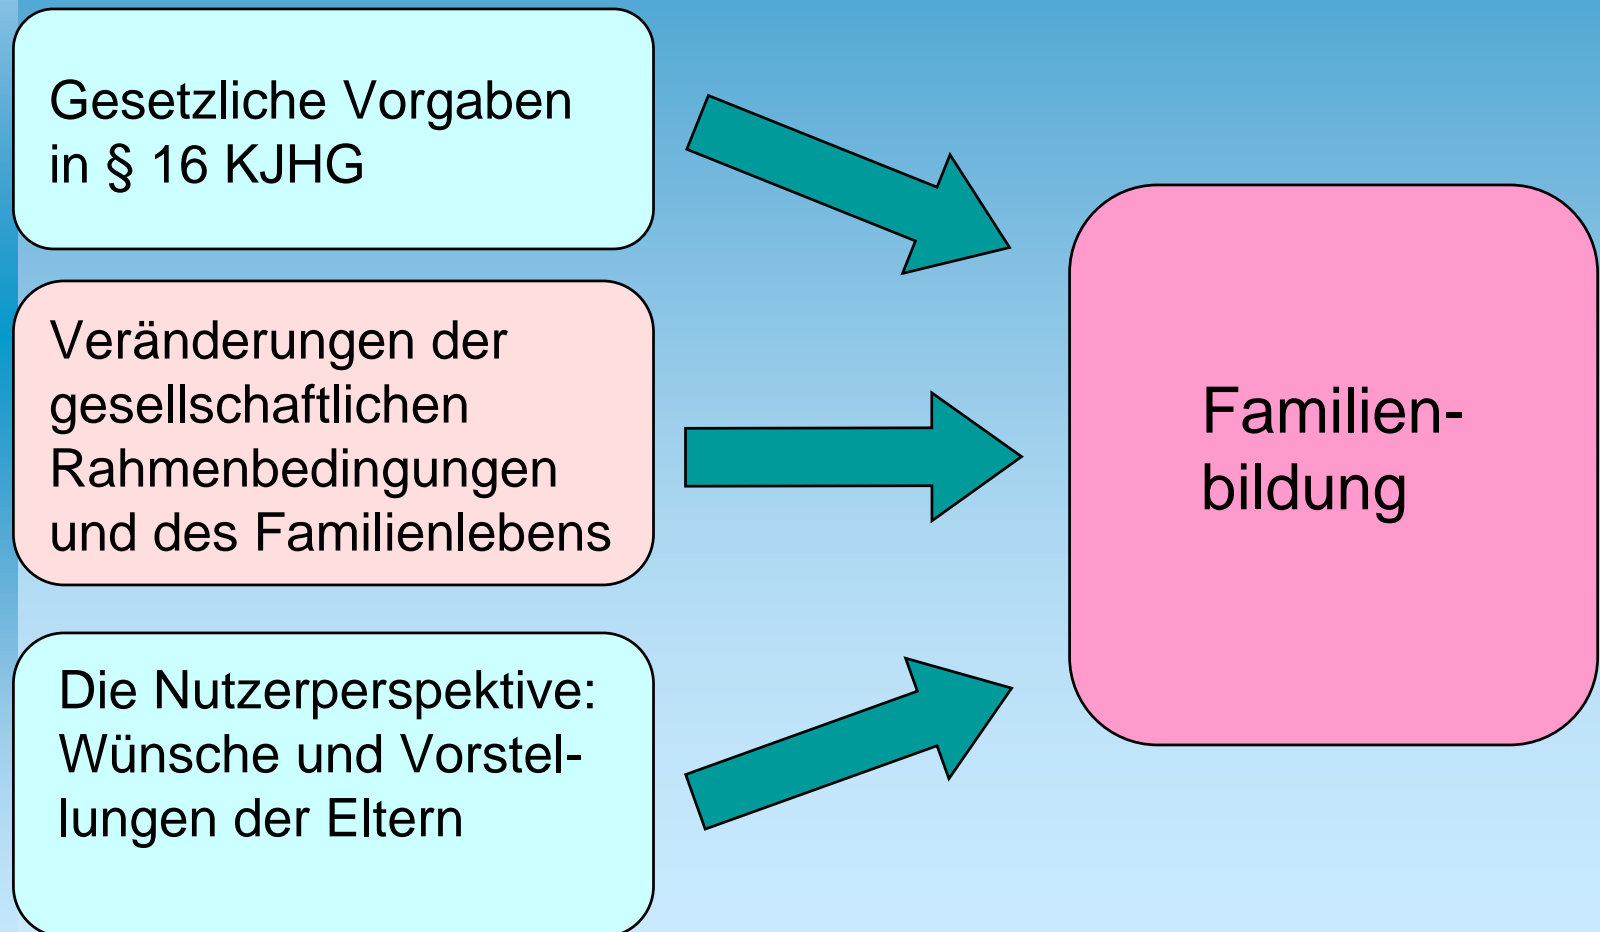 Gesetzliche Vorgaben
in § 16 KJHG
Veränderungen der
gesellschaftlichen
Rahmenbedingungen
und des Familienlebens
Die Nutzerperspektive:
Wünsche und Vorstel-
lungen der Eltern
Familien-
bildung